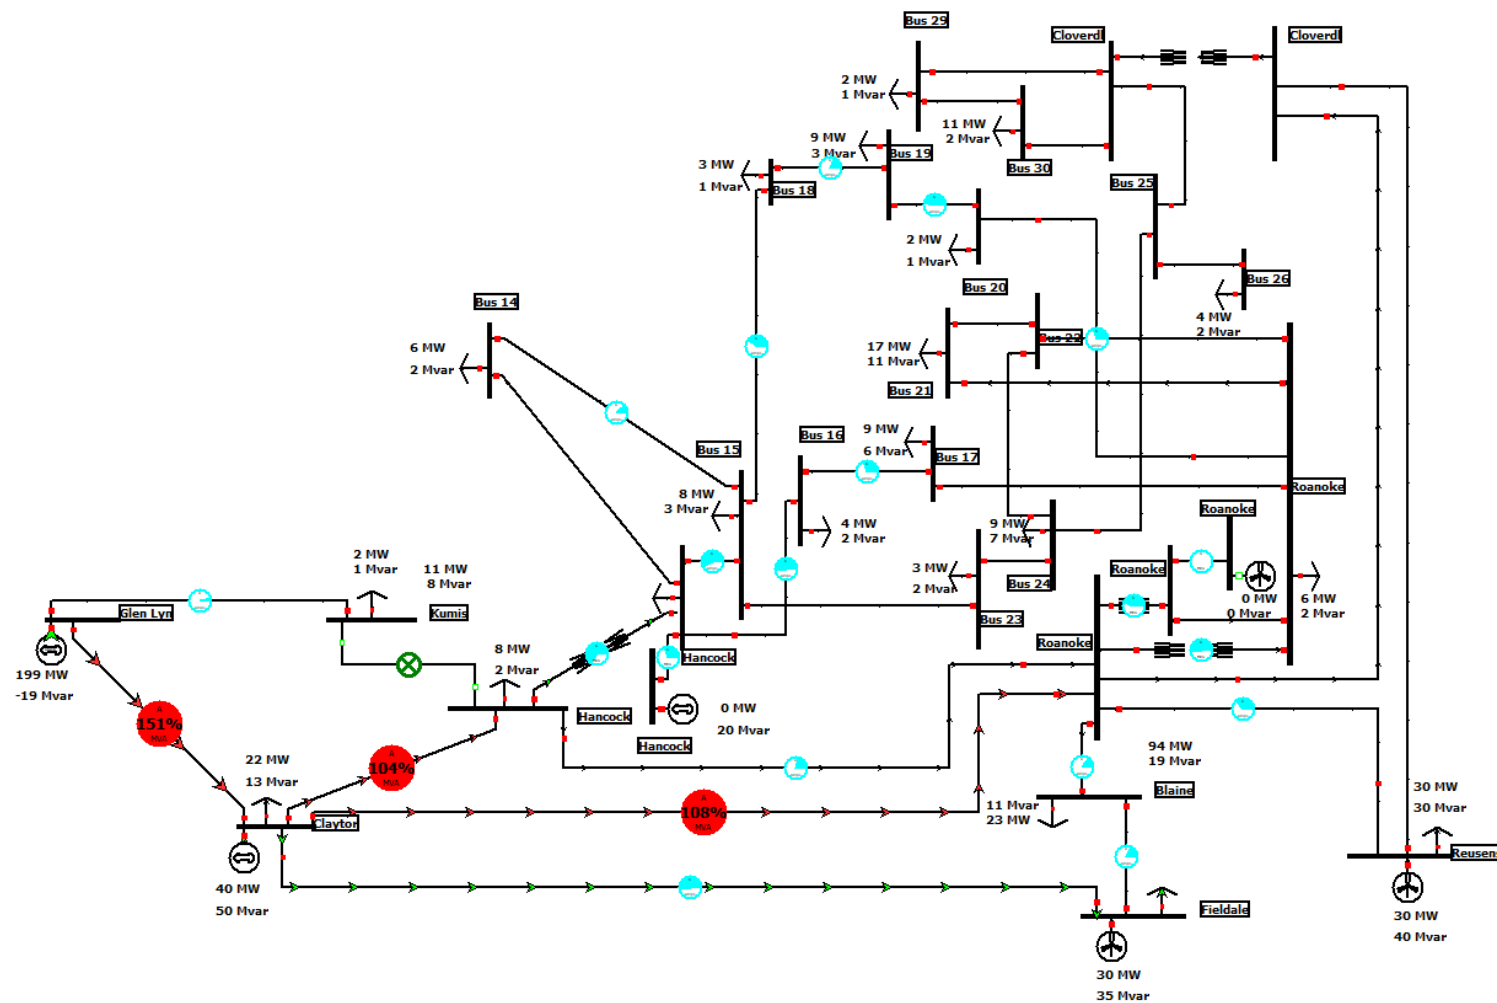 Bus 29
Cloverdl
Cloverdl
2 MW
1 Mvar
11 MW
2 Mvar
9 MW
3 Mvar
Bus 19
Bus 30
3 MW
1 Mvar
Bus 18
Bus 25
2 MW
1 Mvar
Bus 20
Bus 26
4 MW
2 Mvar
Bus 14
6 MW
2 Mvar
17 MW
11 Mvar
Bus 22
Bus 21
Bus 15
Bus 16
9 MW
6 Mvar
Bus 17
8 MW
3 Mvar
Roanoke
Roanoke
4 MW
2 Mvar
9 MW
7 Mvar
3 MW
2 Mvar
Bus 24
Roanoke
0 MW
0 Mvar
6 MW
2 Mvar
Bus 23
Roanoke
2 MW
1 Mvar
11 MW
8 Mvar
Glen Lyn
Kumis
199 MW
-19 Mvar
8 MW
2 Mvar
Hancock
Hancock
Hancock
0 MW
20 Mvar
A
151%
MVA
A
104%
MVA
22 MW
13 Mvar
Claytor
A
108%
MVA
94 MW
19 Mvar
Blaine
11 Mvar
23 MW
30 MW
30 Mvar
Reusens
40 MW
50 Mvar
Fieldale
30 MW
35 Mvar
30 MW
40 Mvar